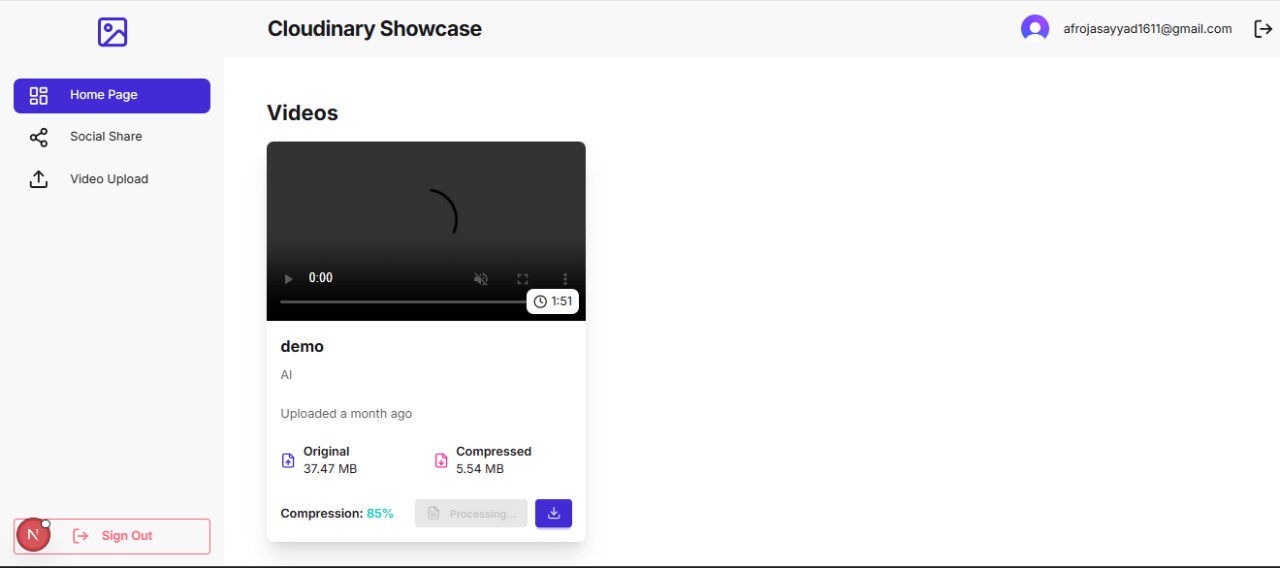 Cloudinary Showcase
afrojasayyad1611@gmail.com
Home Page
Social Share
Video Upload
Videos
0:00
1:51
demo
AI
Uploaded a month ago
Original
37.47 MB
Compressed
5.54 MB
Compression: 85%
Processing...
N
Sign Out